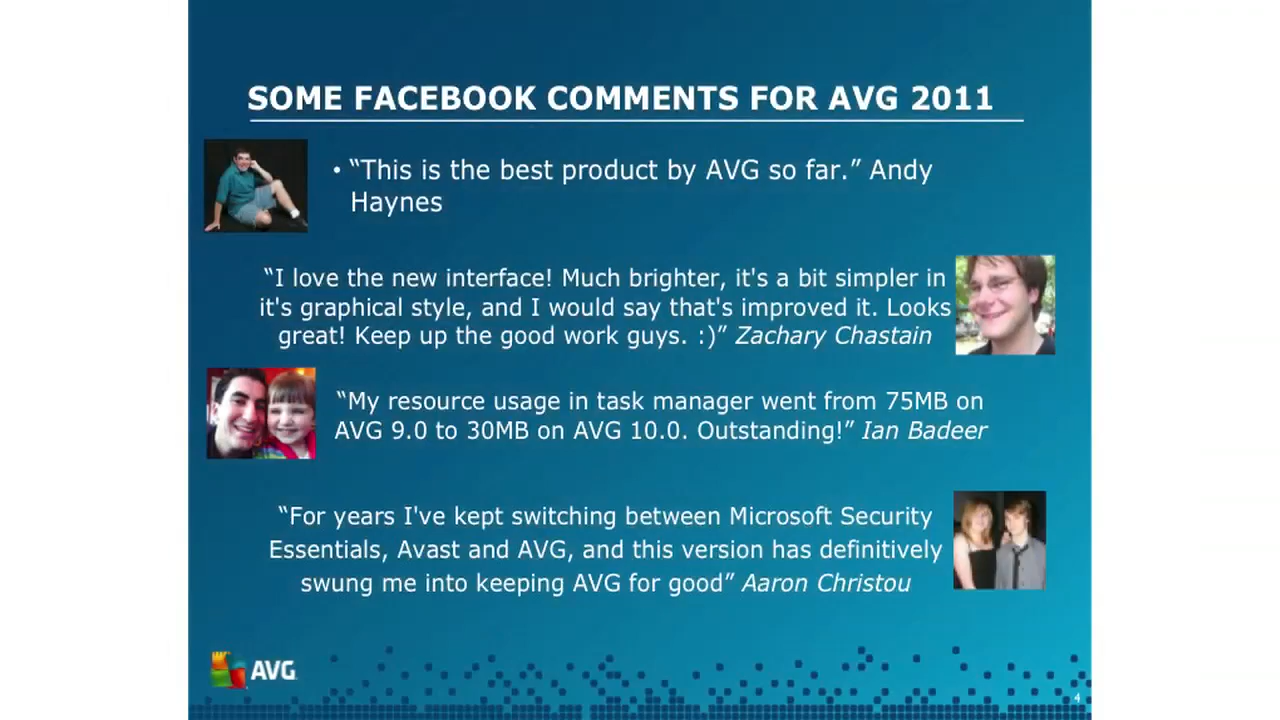 SOME FACEBOOK COMMENTS FOR AVG 2011
• “This is the best product by AVG so far.” Andy
Haynes
“I love the new interface! Much brighter, it's a bit simpler in
it's graphical style, and I would say that's improved it. Looks
great! Keep up the good work guys. :)” Zachary Chastain
“My resource usage in task manager went from 75MB on
AVG 9.0 to 30MB on AVG 10.0. Outstanding!” Ian Badeer
“For years I've kept switching between Microsoft Security
Essentials, Avast and AVG, and this version has definitively
swung me into keeping AVG for good” Aaron Christou
AVG
4